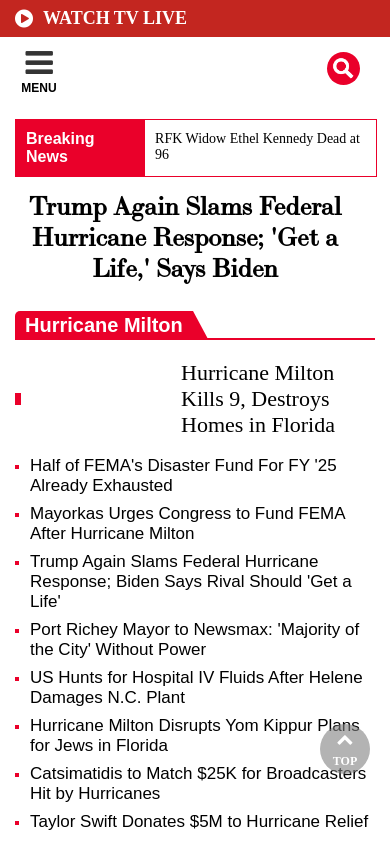 WATCH TV LIVE
MENU
Breaking
News
RFK Widow Ethel Kennedy Dead at
96
Trump Again Slams Federal
Hurricane Response; 'Get a
Life,' Says Biden
Hurricane Milton
Hurricane Milton
Kills 9, Destroys
Homes in Florida
Half of FEMA's Disaster Fund For FY '25
Already Exhausted
Mayorkas Urges Congress to Fund FEMA
After Hurricane Milton
Trump Again Slams Federal Hurricane
Response; Biden Says Rival Should 'Get a
Life'
Port Richey Mayor to Newsmax: 'Majority of
the City' Without Power
US Hunts for Hospital IV Fluids After Helene
Damages N.C. Plant
Hurricane Milton Disrupts Yom Kippur Plans
for Jews in Florida
Catsimatidis to Match $25K for Broadcasters
Hit by Hurricanes
TOP
Taylor Swift Donates $5M to Hurricane Relief